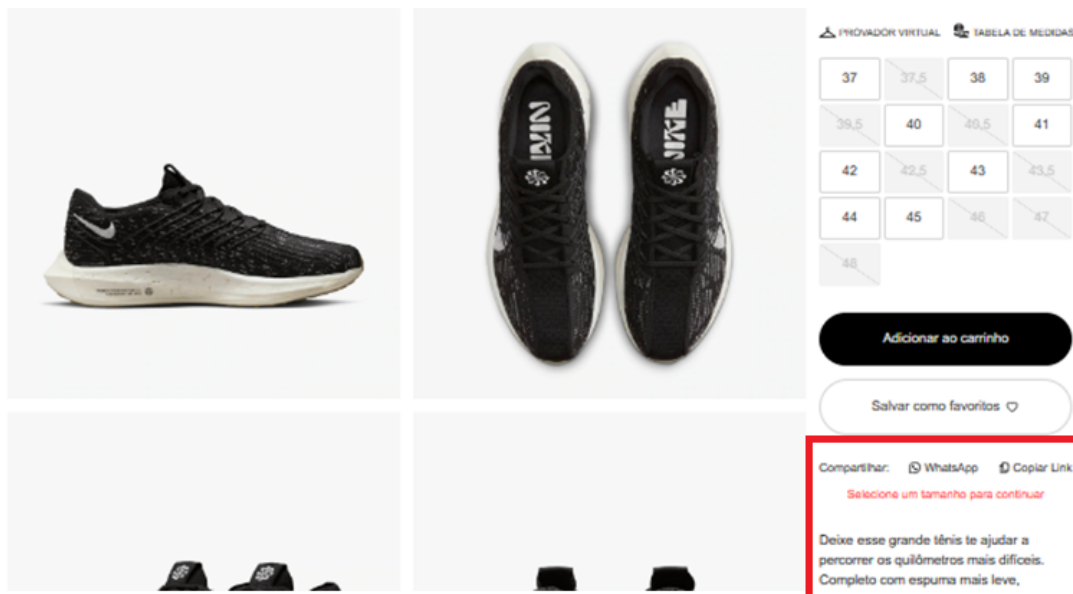 PROVADOR VIRTUAL TABELA DE MEDIDAS
37 37,5 38 39
39,5 40 40,5 41
42 42,5 43 43,5
44 45 46 47
48
Adicionar ao carrinho
Salvar como favoritos
Compartilhar: WhatsApp Copiar Link
Selecione um tamanho para continuar
Deixe esse grande tênis te ajudar a
percorrer os quilômetros mais difíceis.
Completo com espuma mais leve,